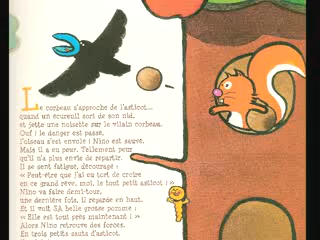 Le corbeau s'approche de l'asticot...
quand un écureuil sort de son nid,
et jette une noisette sur le vilain corbeau.
Ouf ! le danger est passé,
l'oiseau s'est envolé ! Nino est sauvé.
Mais il a eu peur. Tellement peur
qu'il n'a plus envie de repartir.
Il se sent fatigué, découragé :
« Peut-être que j'ai eu tort de croire
en ce grand rêve, moi, le tout petit asticot ! »
Nino va faire demi-tour,
une dernière fois, il regarde en haut.
Et il voit SA belle grosse pomme :
« Elle est tout près maintenant ! »
Alors Nino retrouve des forces.
En trois petits sauts d'asticot,